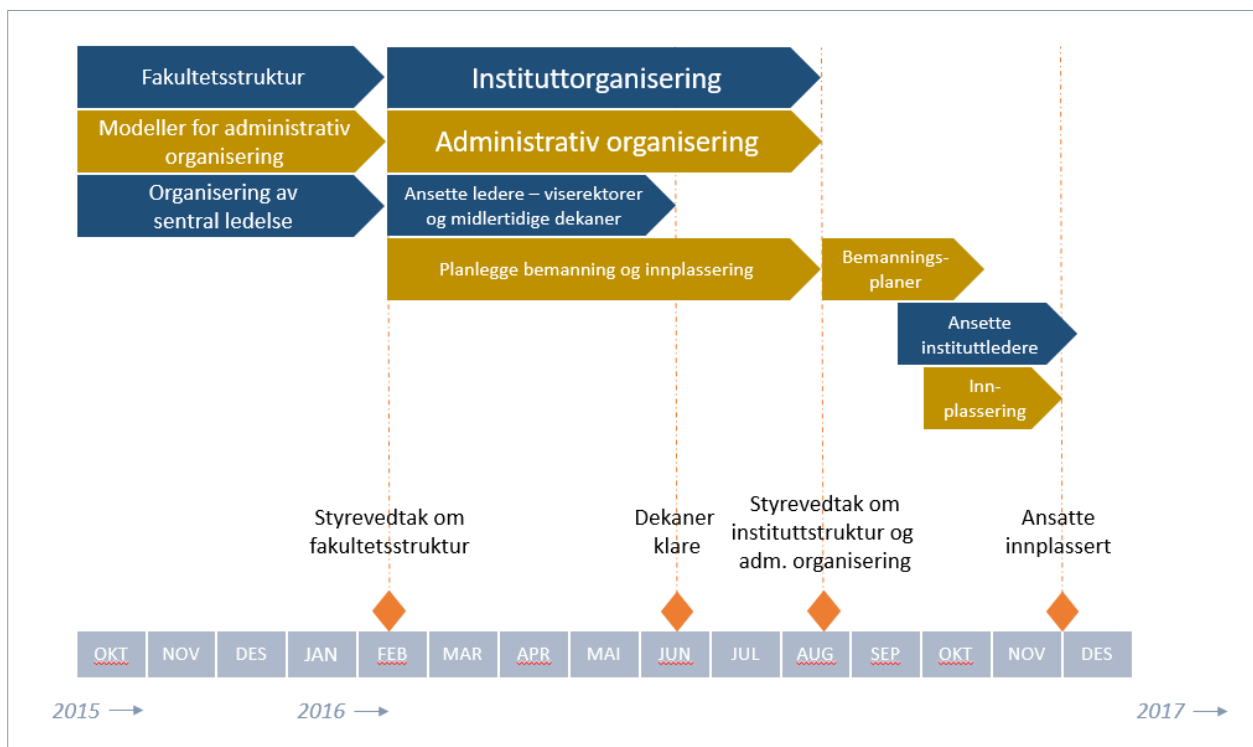 Fakultetsstruktur
Instituttorganisering
Modeller for administrativ
organisering
Administrativ organisering
Organisering av
sentral ledelse
Ansette ledere – viserektorer
og midlertidige dekaner
Planlegge bemanning og innplassering
Bemannings-
planer
Ansette
instituttledere
Inn-
plassering
Styrevedtak om
fakultetsstruktur
Dekaner
klare
Styrevedtak om
instituttstruktur og
adm. organisering
Ansatte
innplassert
OKT NOV DES JAN FEB MAR APR MAI JUN JUL AUG SEP OKT NOV DES
2015 → 2016 → 2017 →